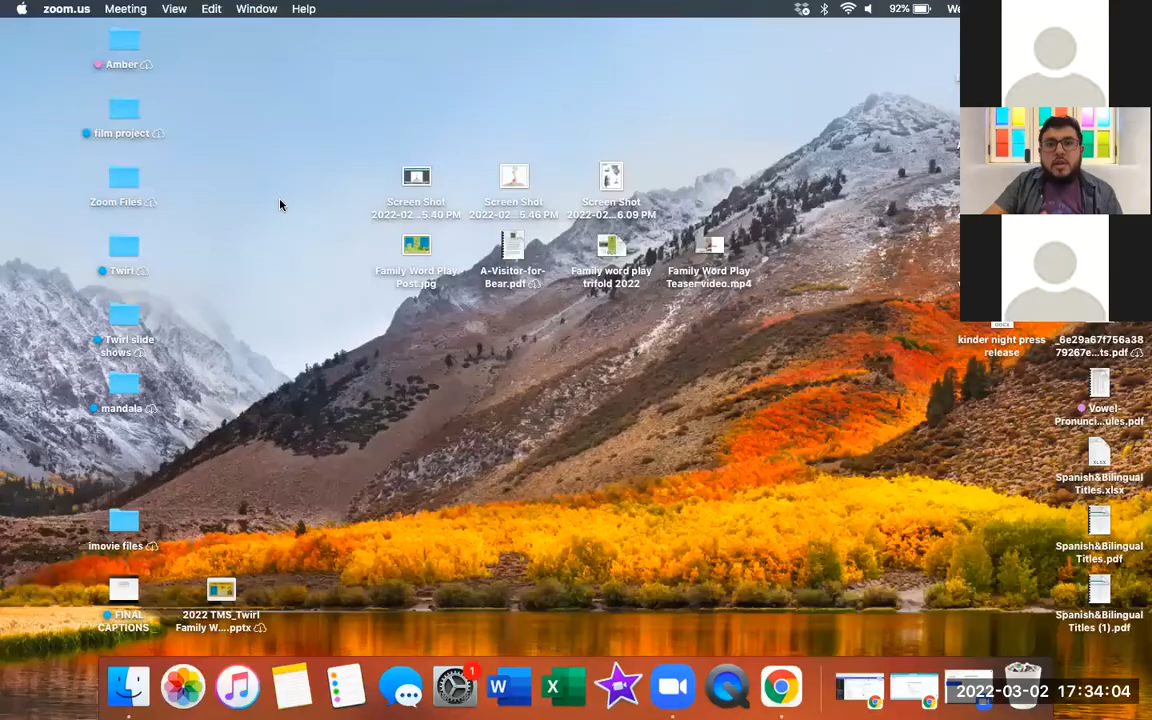 zoom.us Meeting View Edit Window Help 92% We
Amber
film project
Zoom Files
Twirl
Twirl slide
shows
mandala
imovie files
FINAL
CAPTIONS
2022 TMS_Twirl
Family W....pptx
Screen Shot
2022-02...5.40 PM
Screen Shot
2022-02...5.46 PM
Screen Shot
2022-02...6.09 PM
Family Word Play
Post.jpg
A-Visitor-for-
Bear.pdf
Family word play
trifold 2022
Family Word Play
Teaser video.mp4
DOCX
kinder night press
release
_6e29a67f756a38
79267e...ts.pdf
Vowel-
Pronunci...ules.pdf
XLSX
Spanish&Bilingual
Titles.xlsx
Spanish&Bilingual
Titles.pdf
Spanish&Bilingual
Titles (1).pdf
1
W
X
2022-03-02 17:34:04